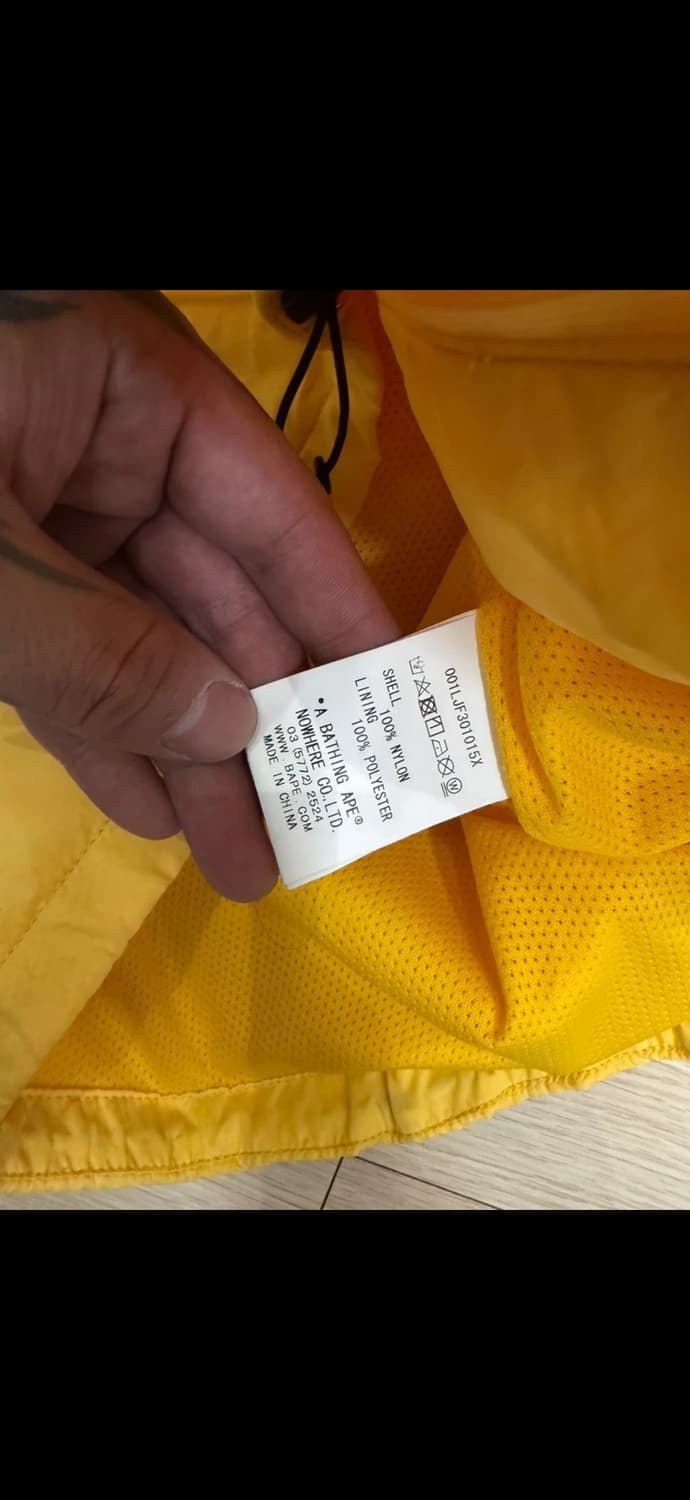 001LJF301015X
SHELL
100% NYLON
LINING
100% POLYESTER
•A BATHING APE®
NOWHERE CO.,LTD.
03 (5772) 2524
WWW.BAPE.COM
MADE IN CHINA